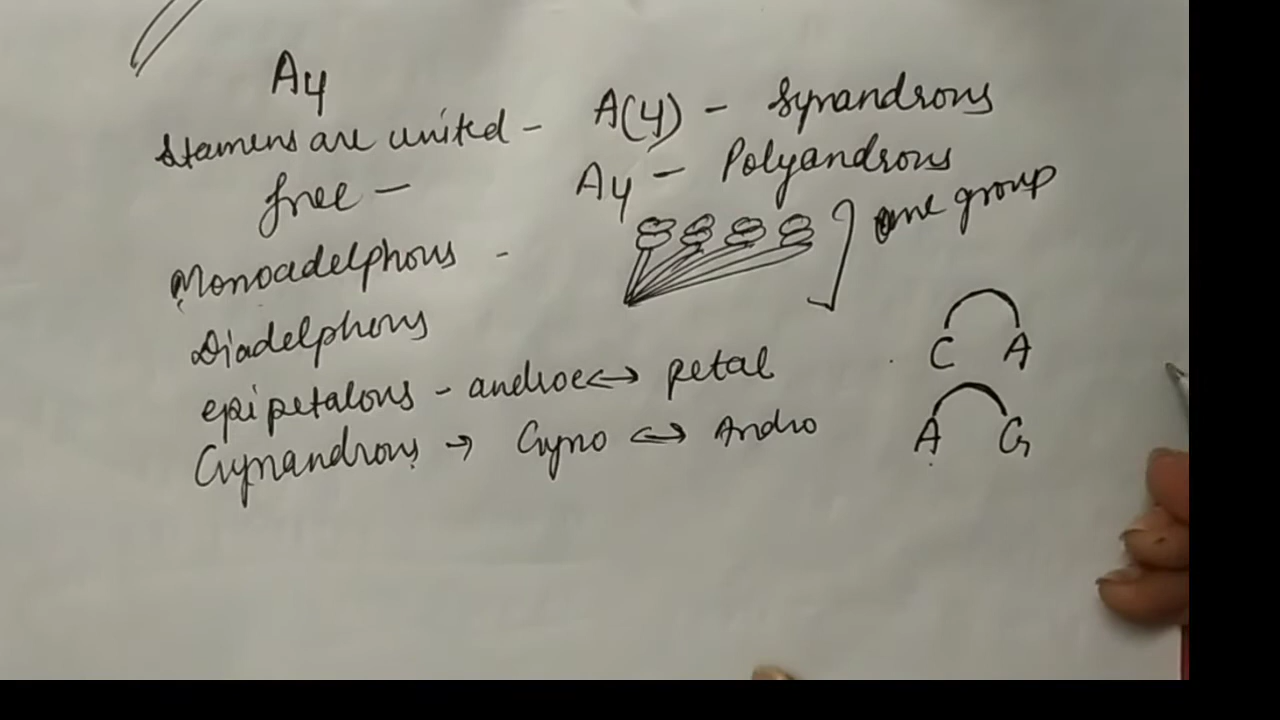 A4
Stamens are united - A(4) - Synandrous
free - A4 - Polyandrous
Monoadelphous - one group
Diadelphous
epipetalous - androe ↔ petal C A
Gynandrous → Gyno ↔ Andro A G